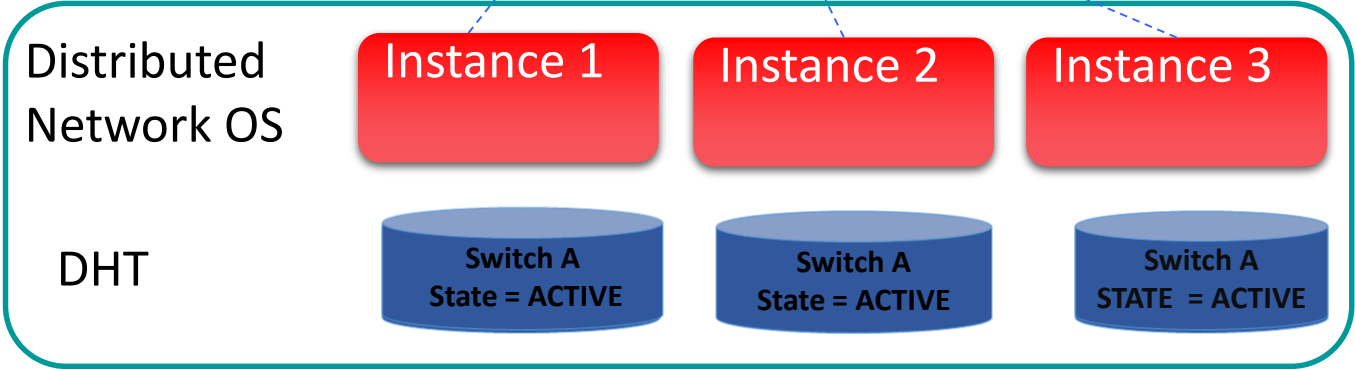 Distributed
Network OS
Instance 1
Instance 2
Instance 3
DHT
Switch A
State = ACTIVE
Switch A
State = ACTIVE
Switch A
STATE  = ACTIVE